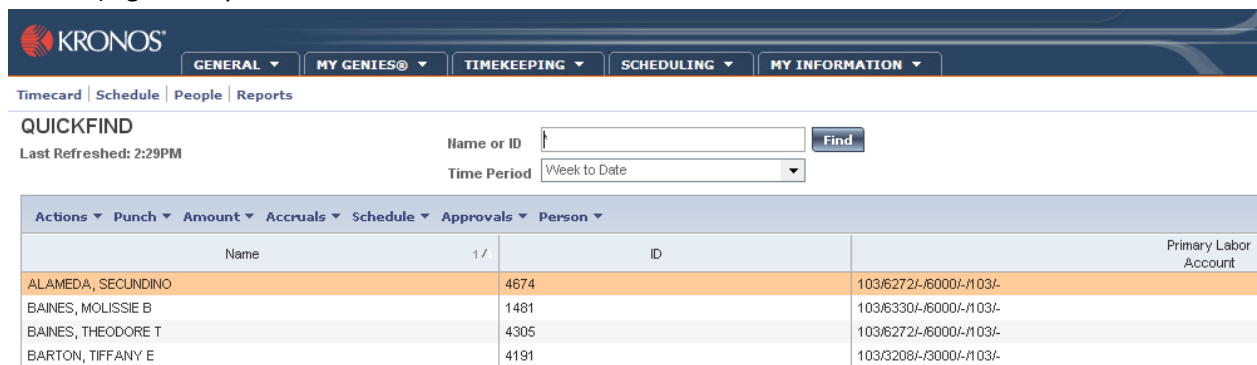 KRONOS®
GENERAL MY GENIES® TIMEKEEPING SCHEDULING MY INFORMATION
Timecard | Schedule | People | Reports
QUICKFIND
Last Refreshed: 2:29PM
Name or ID * Find
Time Period Week to Date
Actions Punch Amount Accruals Schedule Approvals Person
Name 1 ID Primary Labor Account
ALAMEDA, SECUNDINO 4674 103/6272/-/6000/-/103/-
BAINES, MOLISSIE B 1481 103/6330/-/6000/-/103/-
BAINES, THEODORE T 4305 103/6272/-/6000/-/103/-
BARTON, TIFFANY E 4191 103/3208/-/3000/-/103/-